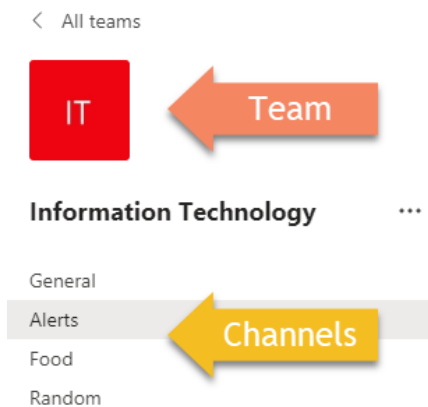 All teams
IT
Team
Information Technology
General
Alerts
Channels
Food
Random